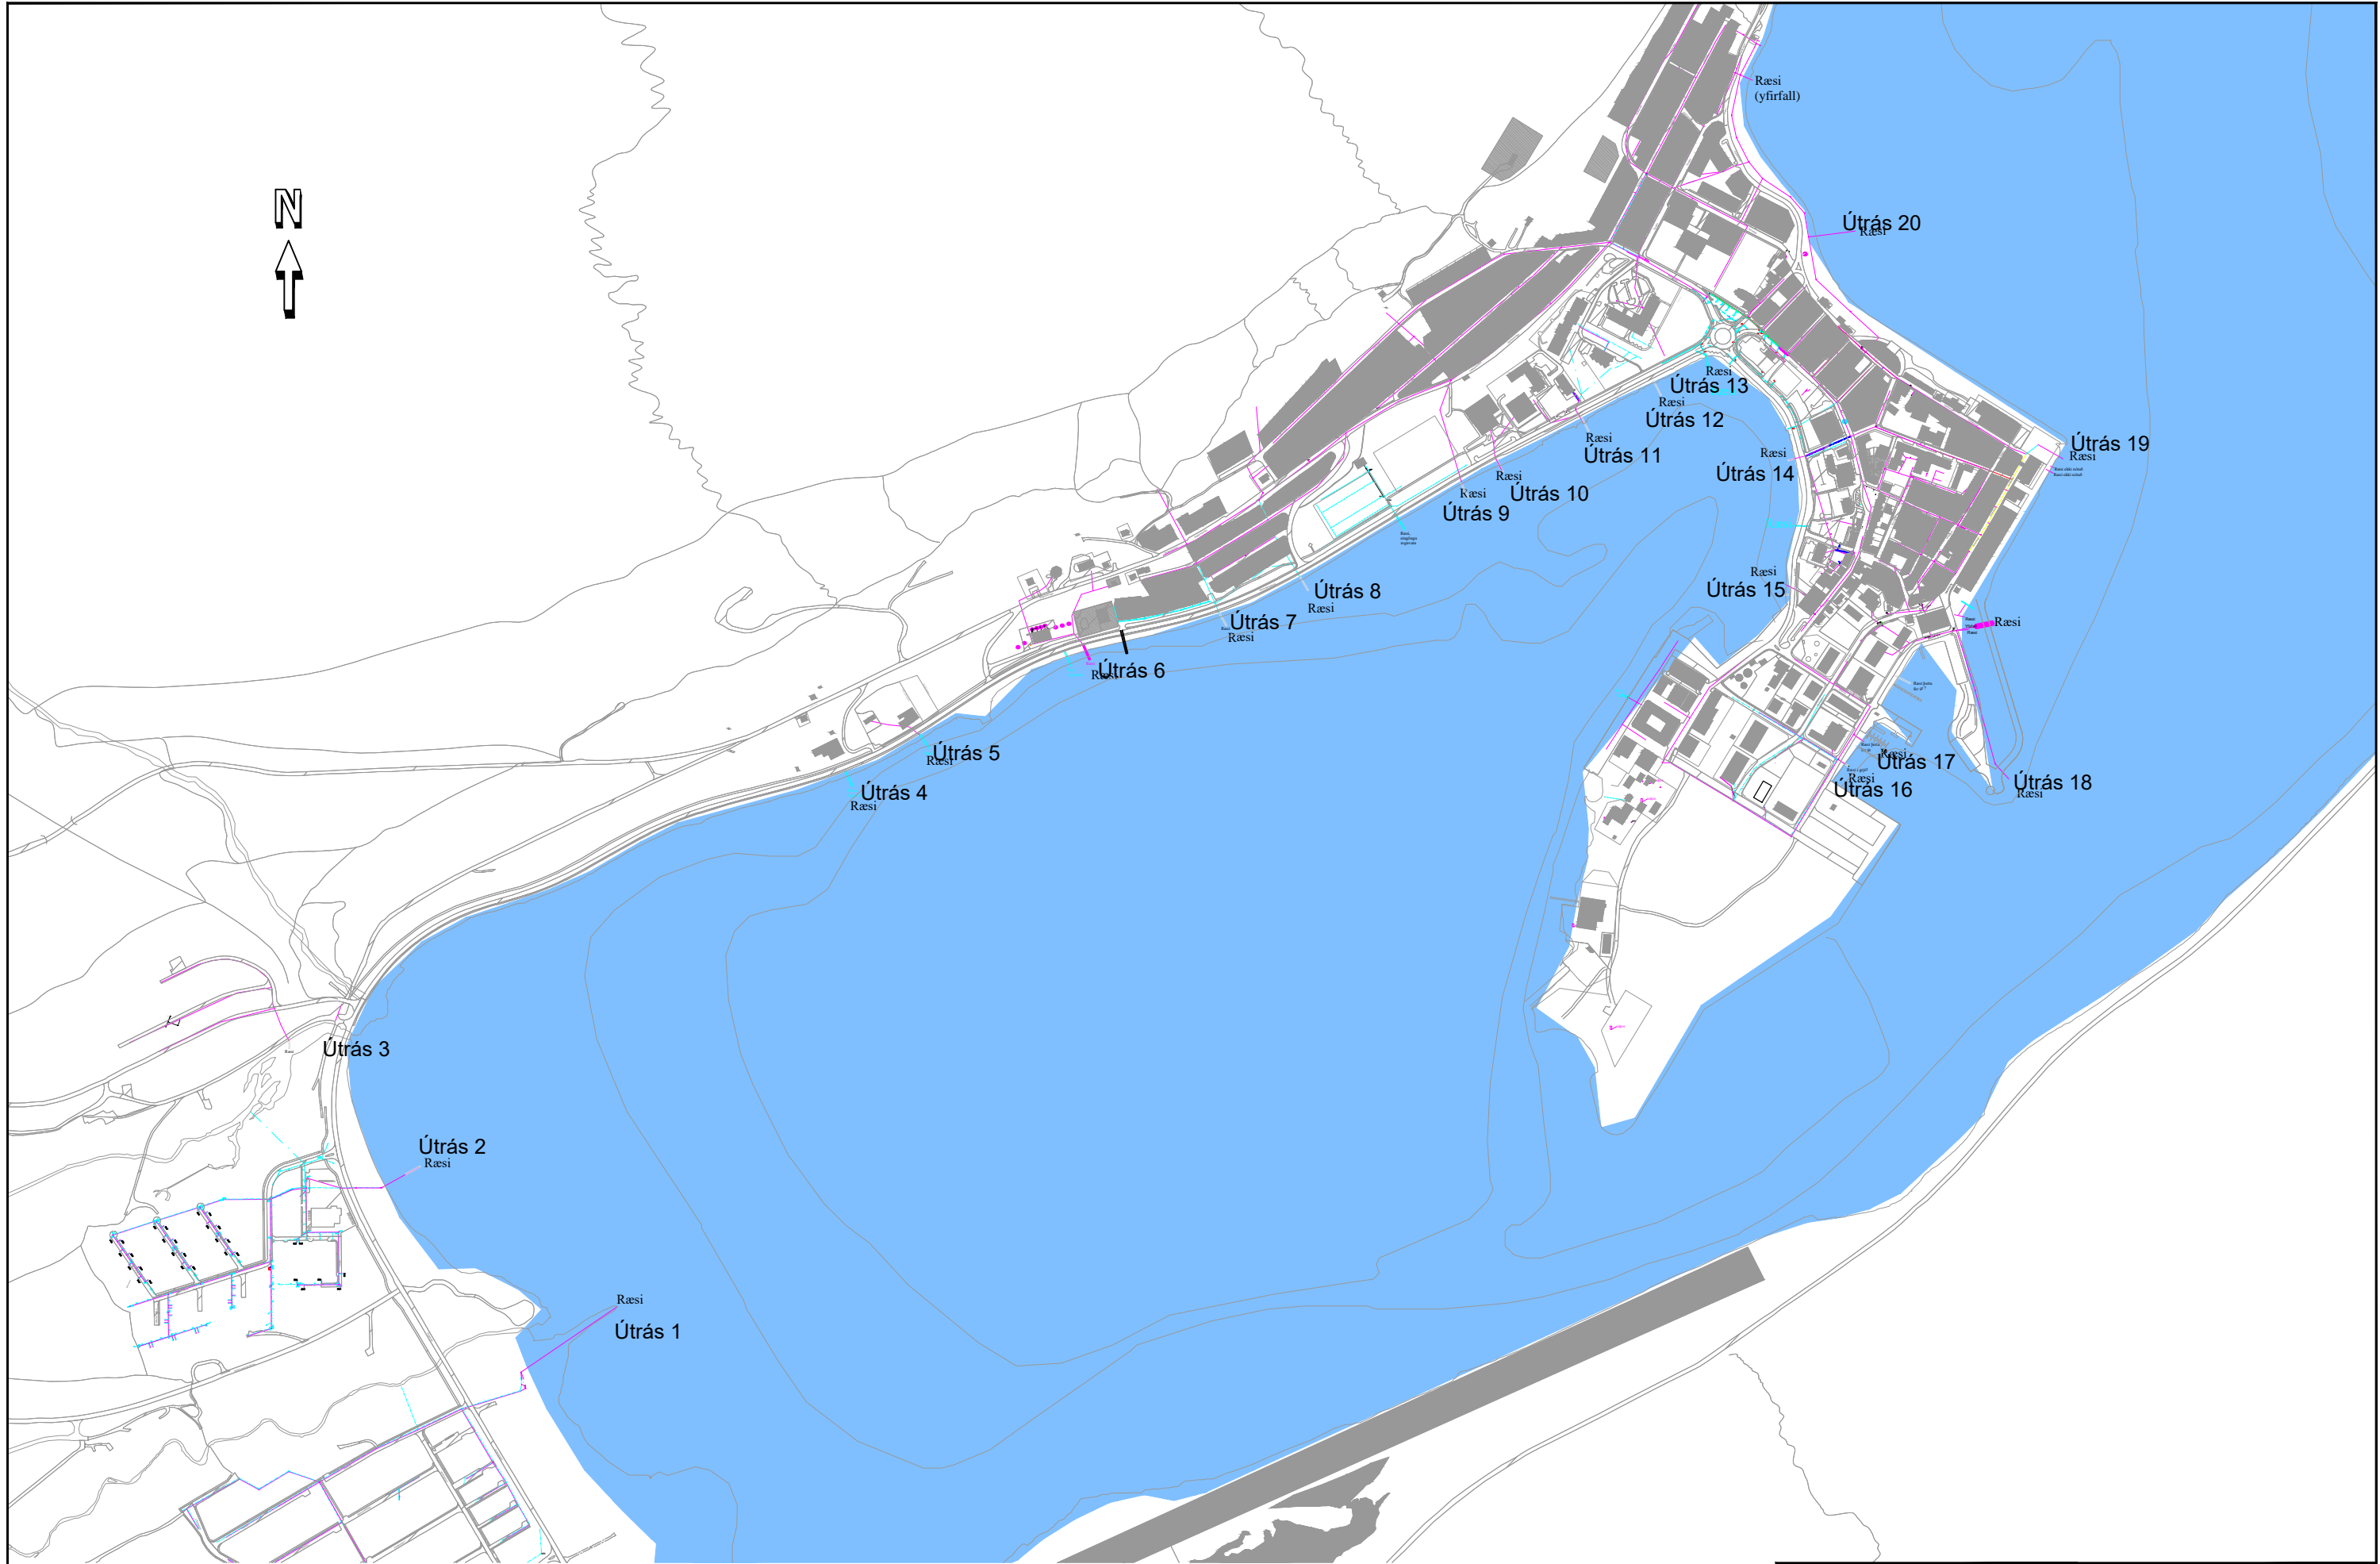 N
Ræsi
(yfirfall)
Útrás 20
Ræsi
Ræsi
Útrás 13
Ræsi
Útrás 12
Ræsi
Útrás 11
Ræsi
Útrás 14
Útrás 19
Ræsi
Ræsi
Útrás 10
Ræsi
Útrás 9
Ræsi
Útrás 15
Útrás 8
Ræsi
Útrás 7
Ræsi
Ræsi
Útrás 6
Ræsi
Útrás 5
Ræsi
Útrás 4
Ræsi
Ræsi
Útrás 17
Ræsi
Útrás 16
Útrás 18
Ræsi
Útrás 3
Ræsi
Útrás 2
Ræsi
Ræsi
Útrás 1